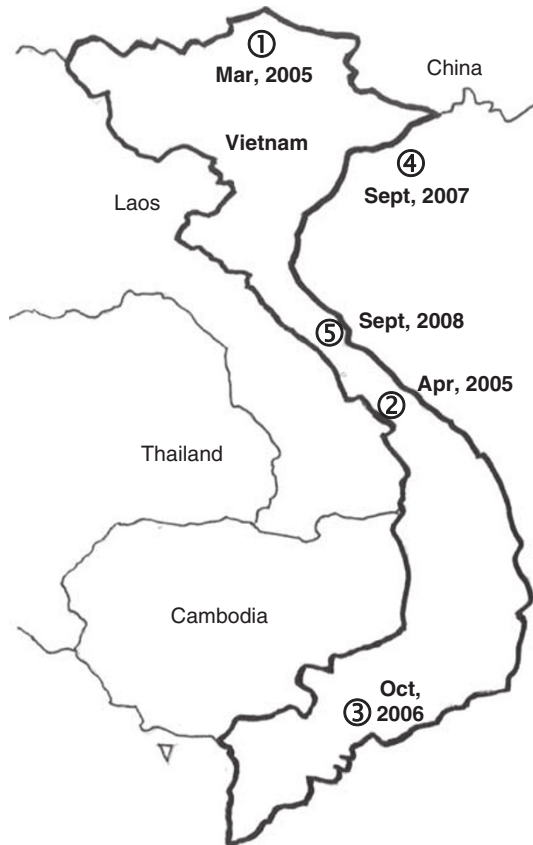 ①
Mar, 2005
China
Vietnam
④
Sept, 2007
Laos
Sept, 2008
⑤
Apr, 2005
②
Thailand
Cambodia
Oct,
③ 2006